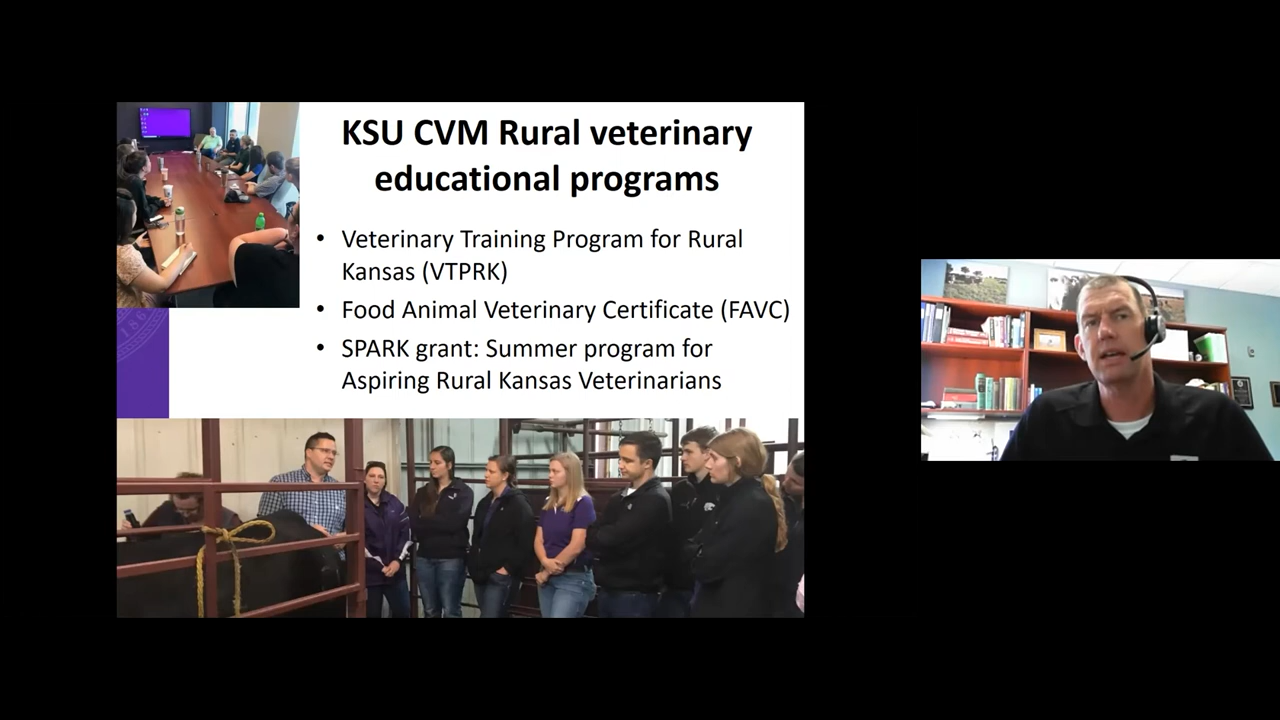 KSU CVM Rural veterinary
educational programs
• Veterinary Training Program for Rural
Kansas (VTPRK)
• Food Animal Veterinary Certificate (FAVC)
• SPARK grant: Summer program for
Aspiring Rural Kansas Veterinarians